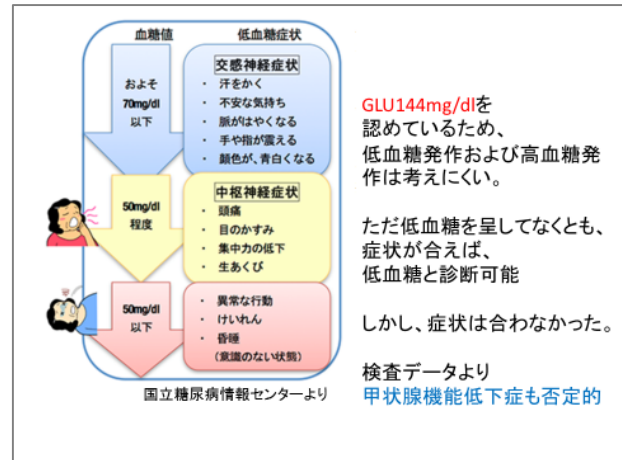 血糖値
低血糖症状
およそ
70mg/dl
以下
交感神経症状
・ 汗をかく
・ 不安な気持ち
・ 脈がはやくなる
・ 手や指が震える
・ 顔色が、青白くなる
50mg/dl
程度
中枢神経症状
・ 頭痛
・ 目のかすみ
・ 集中力の低下
・ 生あくび
50mg/dl
以下
・ 異常な行動
・ けいれん
・ 昏睡
(意識のない状態)
国立糖尿病情報センターより
GLU144mg/dlを
認めているため、
低血糖発作および高血糖発
作は考えにくい。
ただ低血糖を呈してなくとも、
症状が合えば、
低血糖と診断可能
しかし、症状は合わなかった。
検査データより
甲状腺機能低下症も否定的